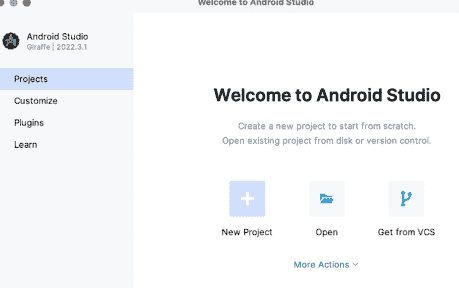 Welcome to Android Studio
Android Studio
Giraffe | 2022.3.1
Projects
Customize
Plugins
Learn
Welcome to Android Studio
Create a new project to start from scratch.
Open existing project from disk or version control.
New Project
Open
Get from VCS
More Actions